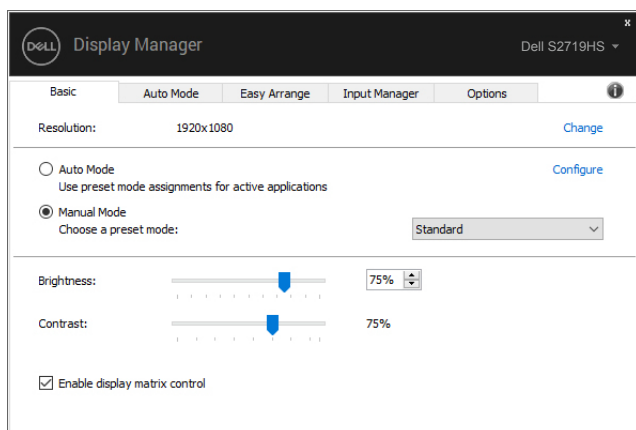 x
DELL Display Manager Dell S2719HS
Basic Auto Mode Easy Arrange Input Manager Options i
Resolution: 1920x1080 Change
Auto Mode Configure
Use preset mode assignments for active applications
Manual Mode
Choose a preset mode: Standard
Brightness: 75%
Contrast: 75%
Enable display matrix control